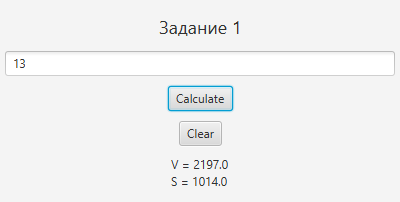 Задание 1
13
Calculate
Clear
V = 2197.0
S = 1014.0